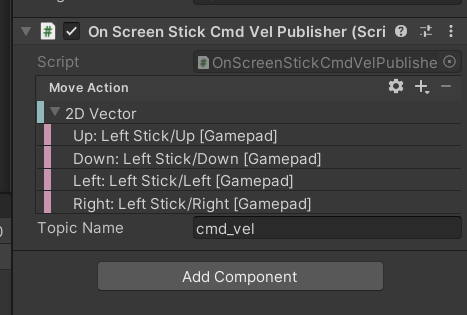 On Screen Stick Cmd Vel Publisher (Scri
Script
OnScreenStickCmdVelPublishe
Move Action
2D Vector
Up: Left Stick/Up [Gamepad]
Down: Left Stick/Down [Gamepad]
Left: Left Stick/Left [Gamepad]
Right: Left Stick/Right [Gamepad]
Topic Name
cmd_vel
Add Component